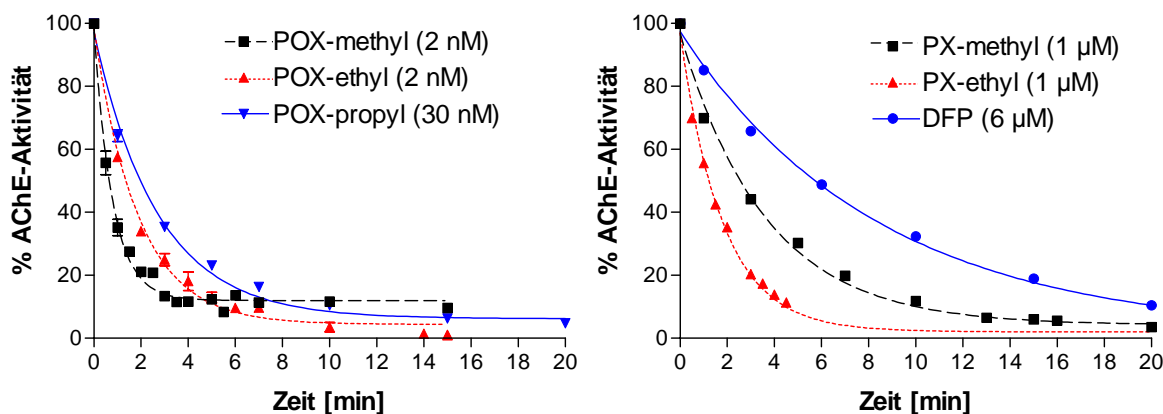 100
80
60
40
20
0
% AChE-Aktivität
POX-methyl (2 nM)
POX-ethyl (2 nM)
POX-propyl (30 nM)
0 2 4 6 8 10 12 14 16 18 20
Zeit [min]
100
80
60
40
20
0
% AChE-Aktivität
PX-methyl (1 µM)
PX-ethyl (1 µM)
DFP (6 µM)
0 2 4 6 8 10 12 14 16 18 20
Zeit [min]